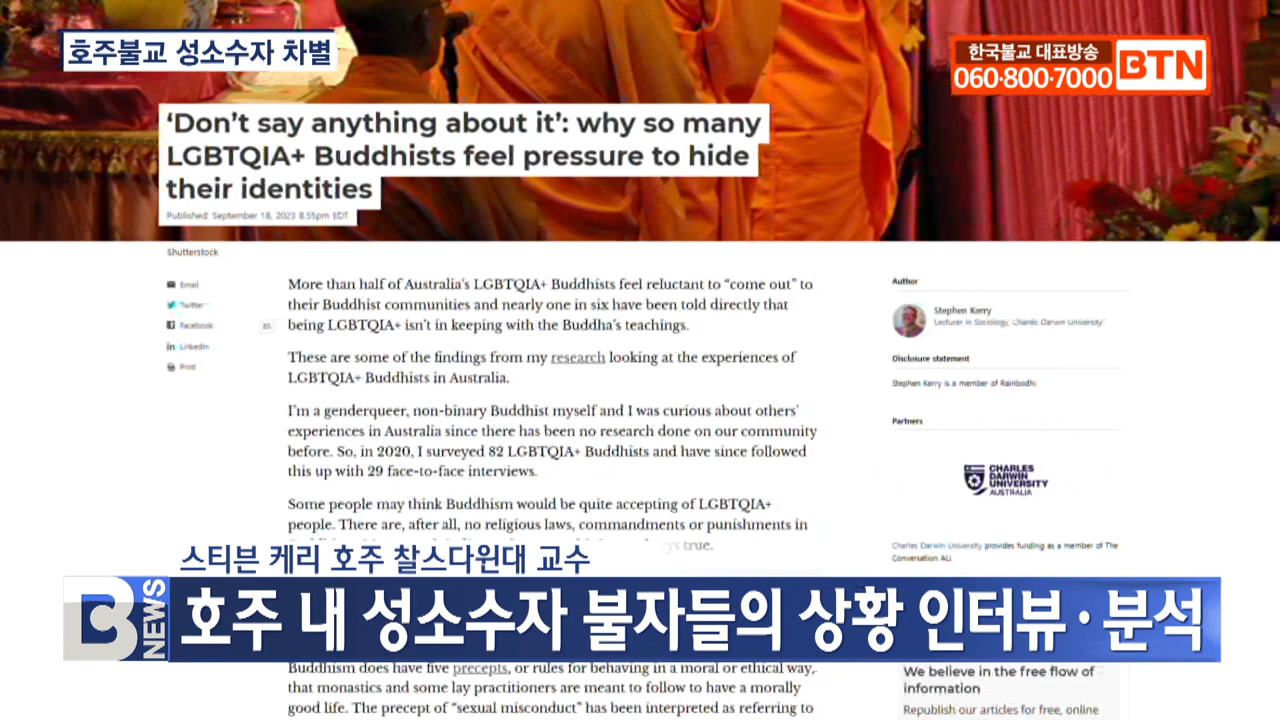 호주불교 성소수자 차별
한국불교 대표방송
060·800·7000
BTN
‘Don’t say anything about it’: why so many
LGBTQIA+ Buddhists feel pressure to hide
their identities
Published: September 18, 2023 8:55pm EDT
Shutterstock
Email
Twitter
Facebook
85
LinkedIn
Print
More than half of Australia’s LGBTQIA+ Buddhists feel reluctant to “come out” to
their Buddhist communities and nearly one in six have been told directly that
being LGBTQIA+ isn’t in keeping with the Buddha’s teachings.
These are some of the findings from my research looking at the experiences of
LGBTQIA+ Buddhists in Australia.
I’m a genderqueer, non-binary Buddhist myself and I was curious about others’
experiences in Australia since there has been no research done on our community
before. So, in 2020, I surveyed 82 LGBTQIA+ Buddhists and have since followed
this up with 29 face-to-face interviews.
Some people may think Buddhism would be quite accepting of LGBTQIA+
people. There are, after all, no religious laws, commandments or punishments in
true.
Author
Stephen Kerry
Lecturer in Sociology, Charles Darwin University
Disclosure statement
Stephen Kerry is a member of Rainbodhi.
Partners
CHARLES
DARWIN
UNIVERSITY
AUSTRALIA
Charles Darwin University provides funding as a member of The
Conversation AU.
스티븐 케리 호주 찰스다윈대 교수
B NEWS
호주 내 성소수자 불자들의 상황 인터뷰·분석
Buddhism does have five precepts, or rules for behaving in a moral or ethical way,
that monastics and some lay practitioners are meant to follow to have a morally
good life. The precept of “sexual misconduct” has been interpreted as referring to
We believe in the free flow of
information
Republish our articles for free, online